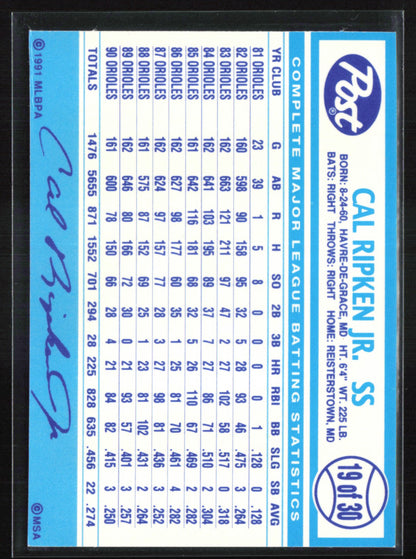 Post
CAL RIPKEN JR. SS
19 of 30
BORN: 8-24-60, HAVRE-DE-GRACE, MD HT. 6'4" WT. 225 LB.
BATS: RIGHT THROWS: RIGHT HOME: REISTERSTOWN, MD
COMPLETE MAJOR LEAGUE BATTING STATISTICS
YR CLUB G AB R H SO 2B 3B HR RBI BB SLG SB AVG
81 ORIOLES 23 39 1 5 8 0 0 0 0 1 .128 0 .128
82 ORIOLES 160 598 90 158 95 32 5 28 93 46 .475 3 .264
83 ORIOLES 162 663 121 211 97 47 2 27 102 58 .517 0 .318
84 ORIOLES 162 641 103 195 89 37 7 27 86 71 .510 2 .304
85 ORIOLES 161 642 116 181 68 32 5 26 110 67 .469 2 .282
86 ORIOLES 162 627 98 177 60 35 1 25 81 70 .461 4 .282
87 ORIOLES 162 624 97 157 77 28 3 27 98 81 .436 3 .252
88 ORIOLES 161 575 87 152 69 25 1 23 81 102 .431 2 .264
89 ORIOLES 162 646 80 166 72 30 0 21 93 57 .401 3 .257
90 ORIOLES 161 600 78 150 66 28 4 21 84 82 .415 3 .250
TOTALS 1476 5655 871 1552 701 294 28 225 828 635 .456 22 .274
Cal Ripken Jr.
©1991 MLBPA ©MSA